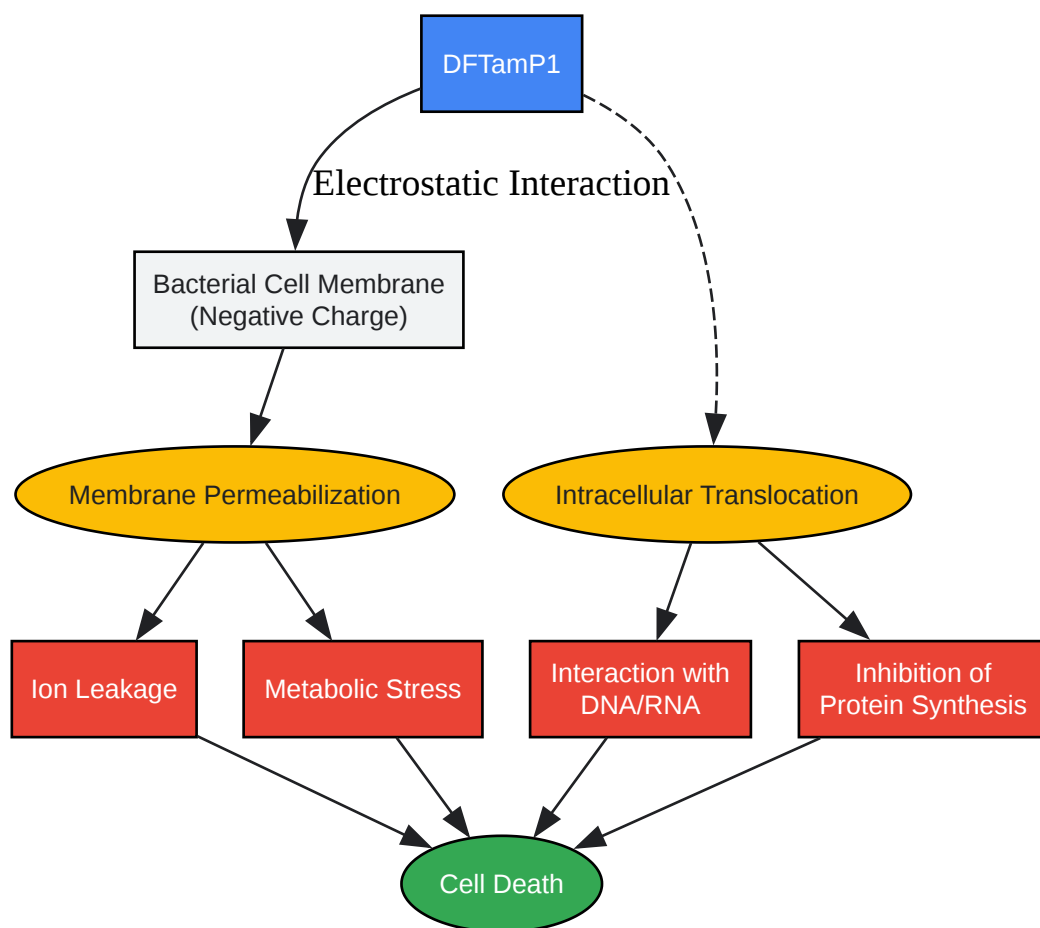 DFTamP1
Electrostatic Interaction
Bacterial Cell Membrane
(Negative Charge)
Membrane Permeabilization
Intracellular Translocation
Ion Leakage
Metabolic Stress
Interaction with
DNA/RNA
Inhibition of
Protein Synthesis
Cell Death